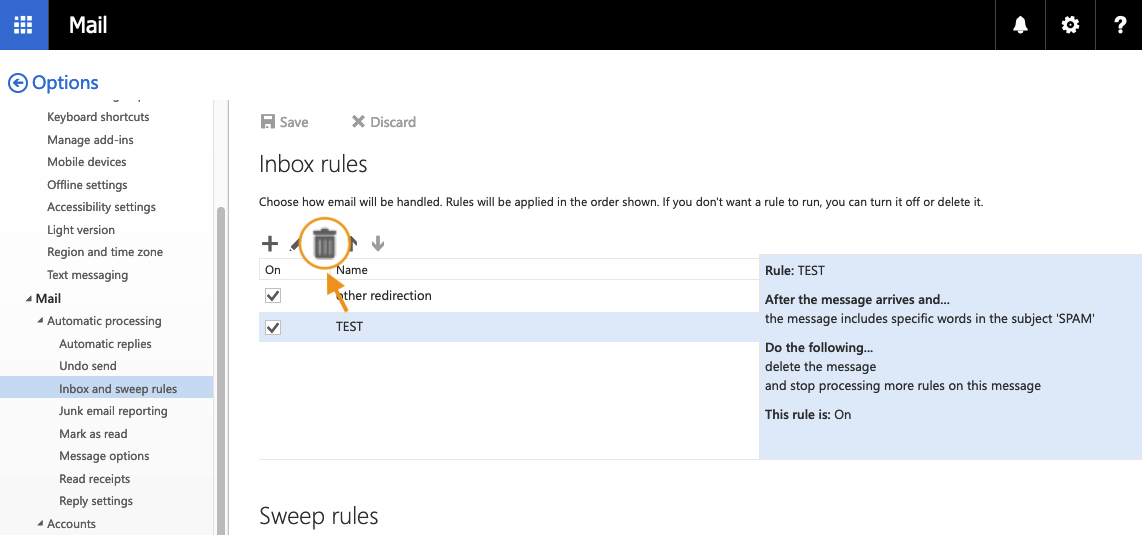 Mail
?
Options
Keyboard shortcuts
Manage add-ins
Mobile devices
Offline settings
Accessibility settings
Light version
Region and time zone
Text messaging
Mail
Automatic processing
Automatic replies
Undo send
Inbox and sweep rules
Junk email reporting
Mark as read
Message options
Read receipts
Reply settings
Accounts
Save Discard
Inbox rules
Choose how email will be handled. Rules will be applied in the order shown. If you don't want a rule to run, you can turn it off or delete it.
On Name
other redirection
TEST
Rule: TEST
After the message arrives and...
the message includes specific words in the subject 'SPAM'
Do the following...
delete the message
and stop processing more rules on this message
This rule is: On
Sweep rules